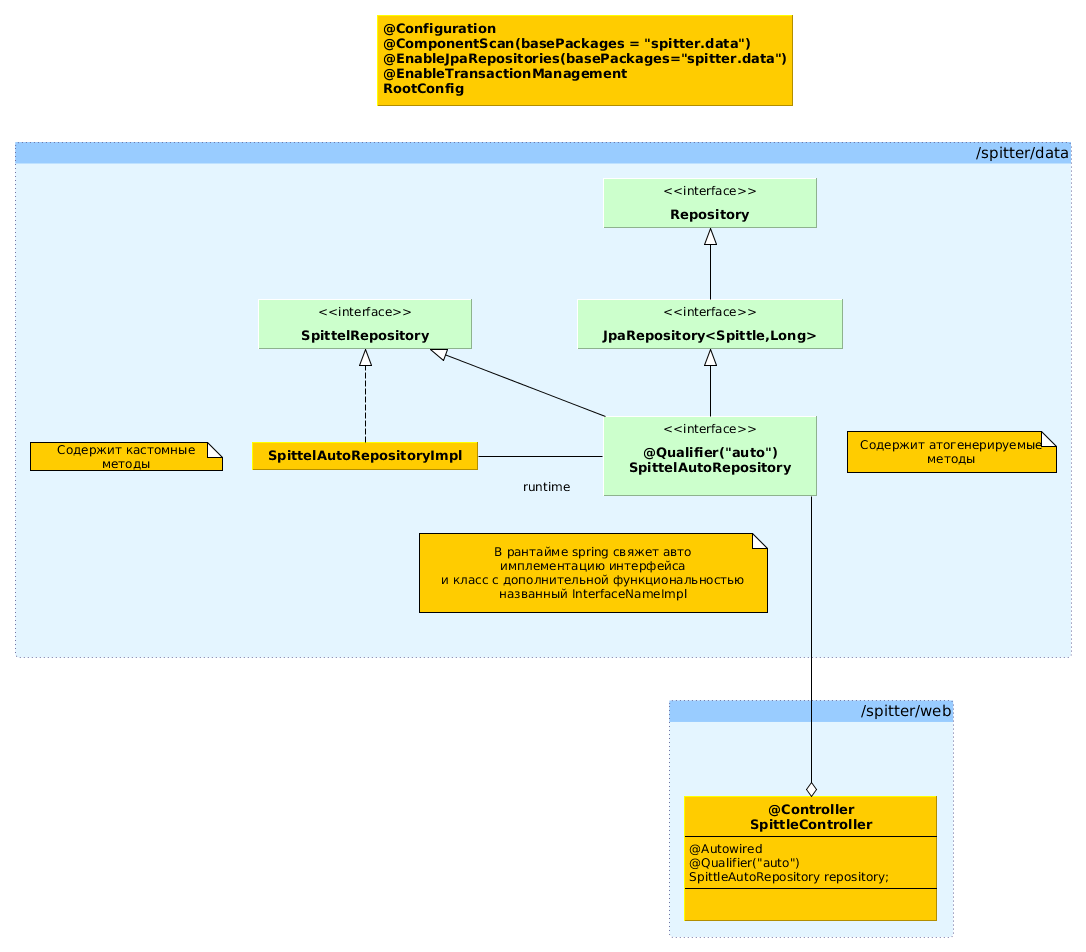 @Configuration
@ComponentScan(basePackages = "spitter.data")
@EnableJpaRepositories(basePackages="spitter.data")
@EnableTransactionManagement
RootConfig
/spitter/data
<<interface>>
Repository
<<interface>>
SpittelRepository
<<interface>>
JpaRepository<Spittle,Long>
Содержит кастомные
методы
SpittelAutoRepositoryImpl
runtime
<<interface>>
@Qualifier("auto")
SpittelAutoRepository
Содержит атогенерируемые
методы
В рантайме spring свяжет авто
имплементацию интерфейса
и класс с дополнительной функциональностью
названный InterfaceNameImpl
/spitter/web
@Controller
SpittleController
@Autowired
@Qualifier("auto")
SpittleAutoRepository repository;